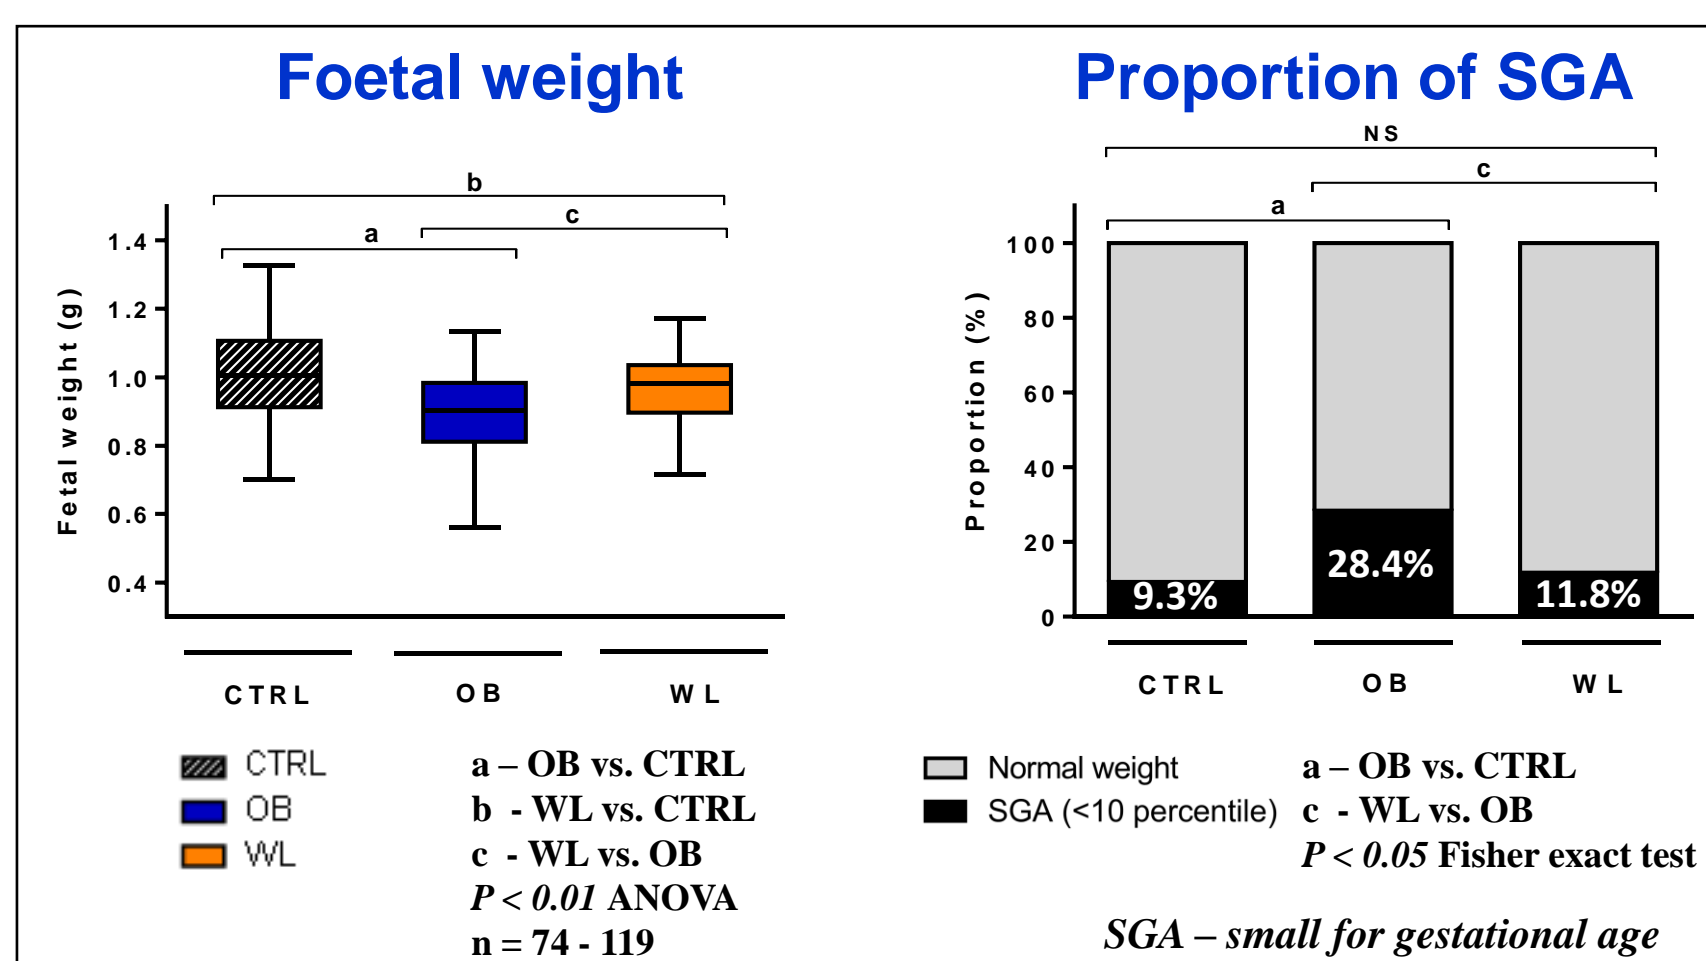 Foetal weight
b
c
a
Fetal weight (g)
1.4
1.2
1.0
0.8
0.6
0.4
CTRL
OB
WL
CTRL
OB
WL
a – OB vs. CTRL
b - WL vs. CTRL
c - WL vs. OB
P < 0.01 ANOVA
n = 74 - 119
Proportion of SGA
NS
c
a
Proportion (%)
100
80
60
40
20
0
9.3%
28.4%
11.8%
CTRL
OB
WL
Normal weight
SGA (<10 percentile)
a – OB vs. CTRL
c - WL vs. OB
P < 0.05 Fisher exact test
SGA – small for gestational age